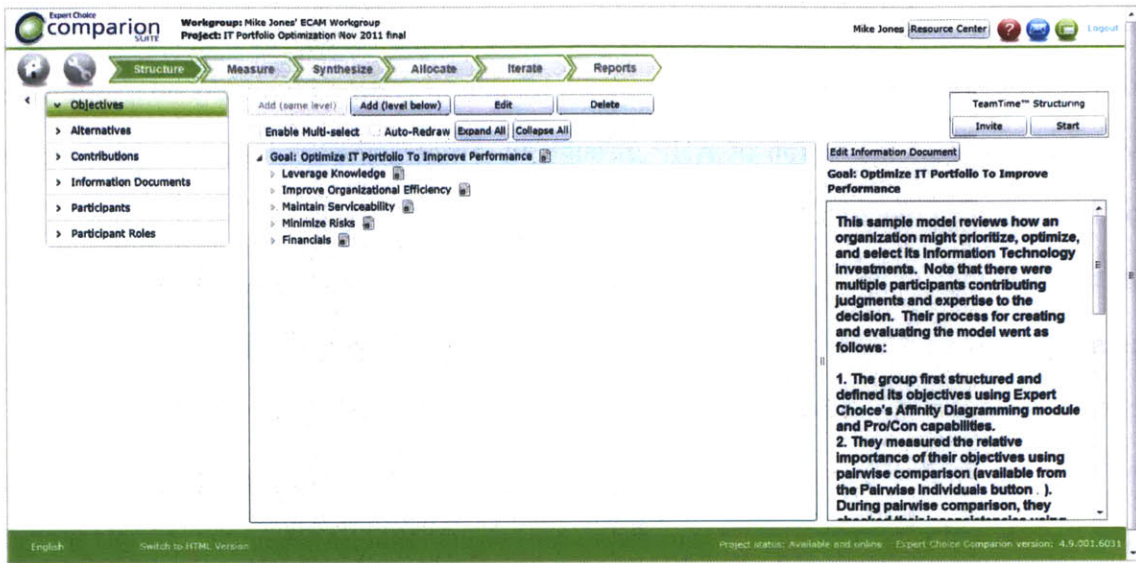 Expert Choice
comparion
SUITE
Workgroup: Mike Jones' ECAM Workgroup
Project: IT Portfolio Optimization Nov 2011 final
Mike Jones Resource Center ? Logout
Structure Measure Synthesize Allocate Iterate Reports
Objectives
Alternatives
Contributions
Information Documents
Participants
Participant Roles
Add (same level) Add (level below) Edit Delete
Enable Multi-select Auto-Redraw Expand All Collapse All
Goal: Optimize IT Portfolio To Improve Performance
Leverage Knowledge
Improve Organizational Efficiency
Maintain Serviceability
Minimize Risks
Financials
TeamTime™ Structuring
Invite Start
Edit Information Document
Goal: Optimize IT Portfolio To Improve
Performance
This sample model reviews how an
organization might prioritize, optimize,
and select its Information Technology
investments. Note that there were
multiple participants contributing
judgments and expertise to the
decision. Their process for creating
and evaluating the model went as
follows:
1. The group first structured and
defined its objectives using Expert
Choice's Affinity Diagramming module
and Pro/Con capabilities.
2. They measured the relative
importance of their objectives using
pairwise comparison (available from
the Pairwise Individuals button . ).
During pairwise comparison, they
English Switch to HTML Version Project status: Available and online Expert Choice Comparion version: 4.9.001.6031